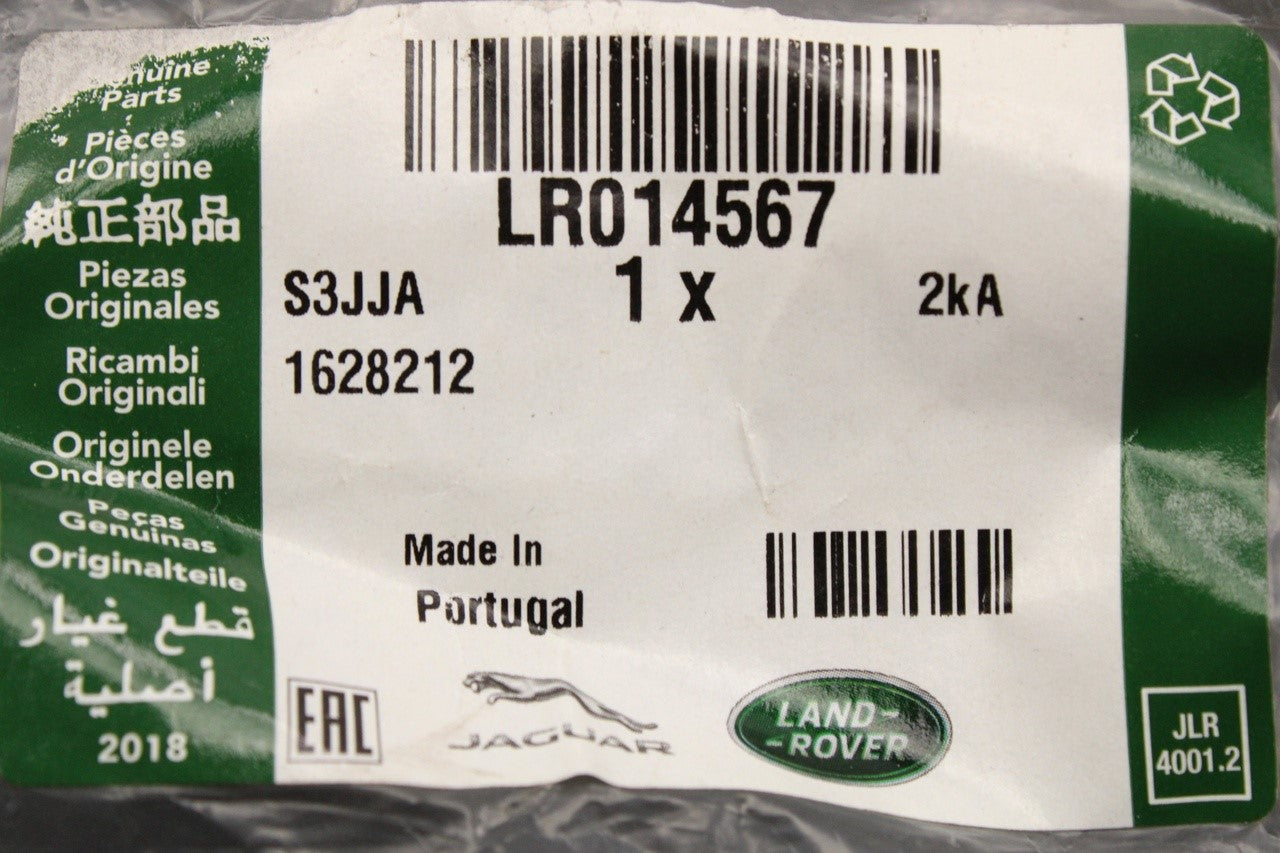 Genuine
Parts
Pièces
d'Origine
純正部品
Piezas
Originales
Ricambi
Originali
Originele
Onderdelen
Peças
Genuinas
Originalteile
قطع غيار
أصلية
2018
LR014567
S3JJA 1 x 2kA
1628212
Made In
Portugal
EAC
JAGUAR
LAND-
-ROVER
JLR
4001.2